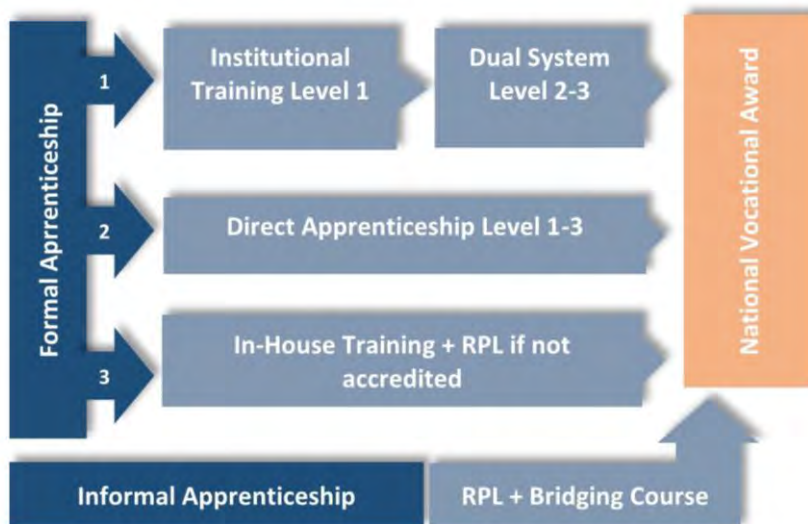 Formal Apprenticeship
1
Institutional
Training Level 1
Dual System
Level 2-3
2
Direct Apprenticeship Level 1-3
3
In-House Training + RPL if not
accredited
National Vocational Award
Informal Apprenticeship
RPL + Bridging Course